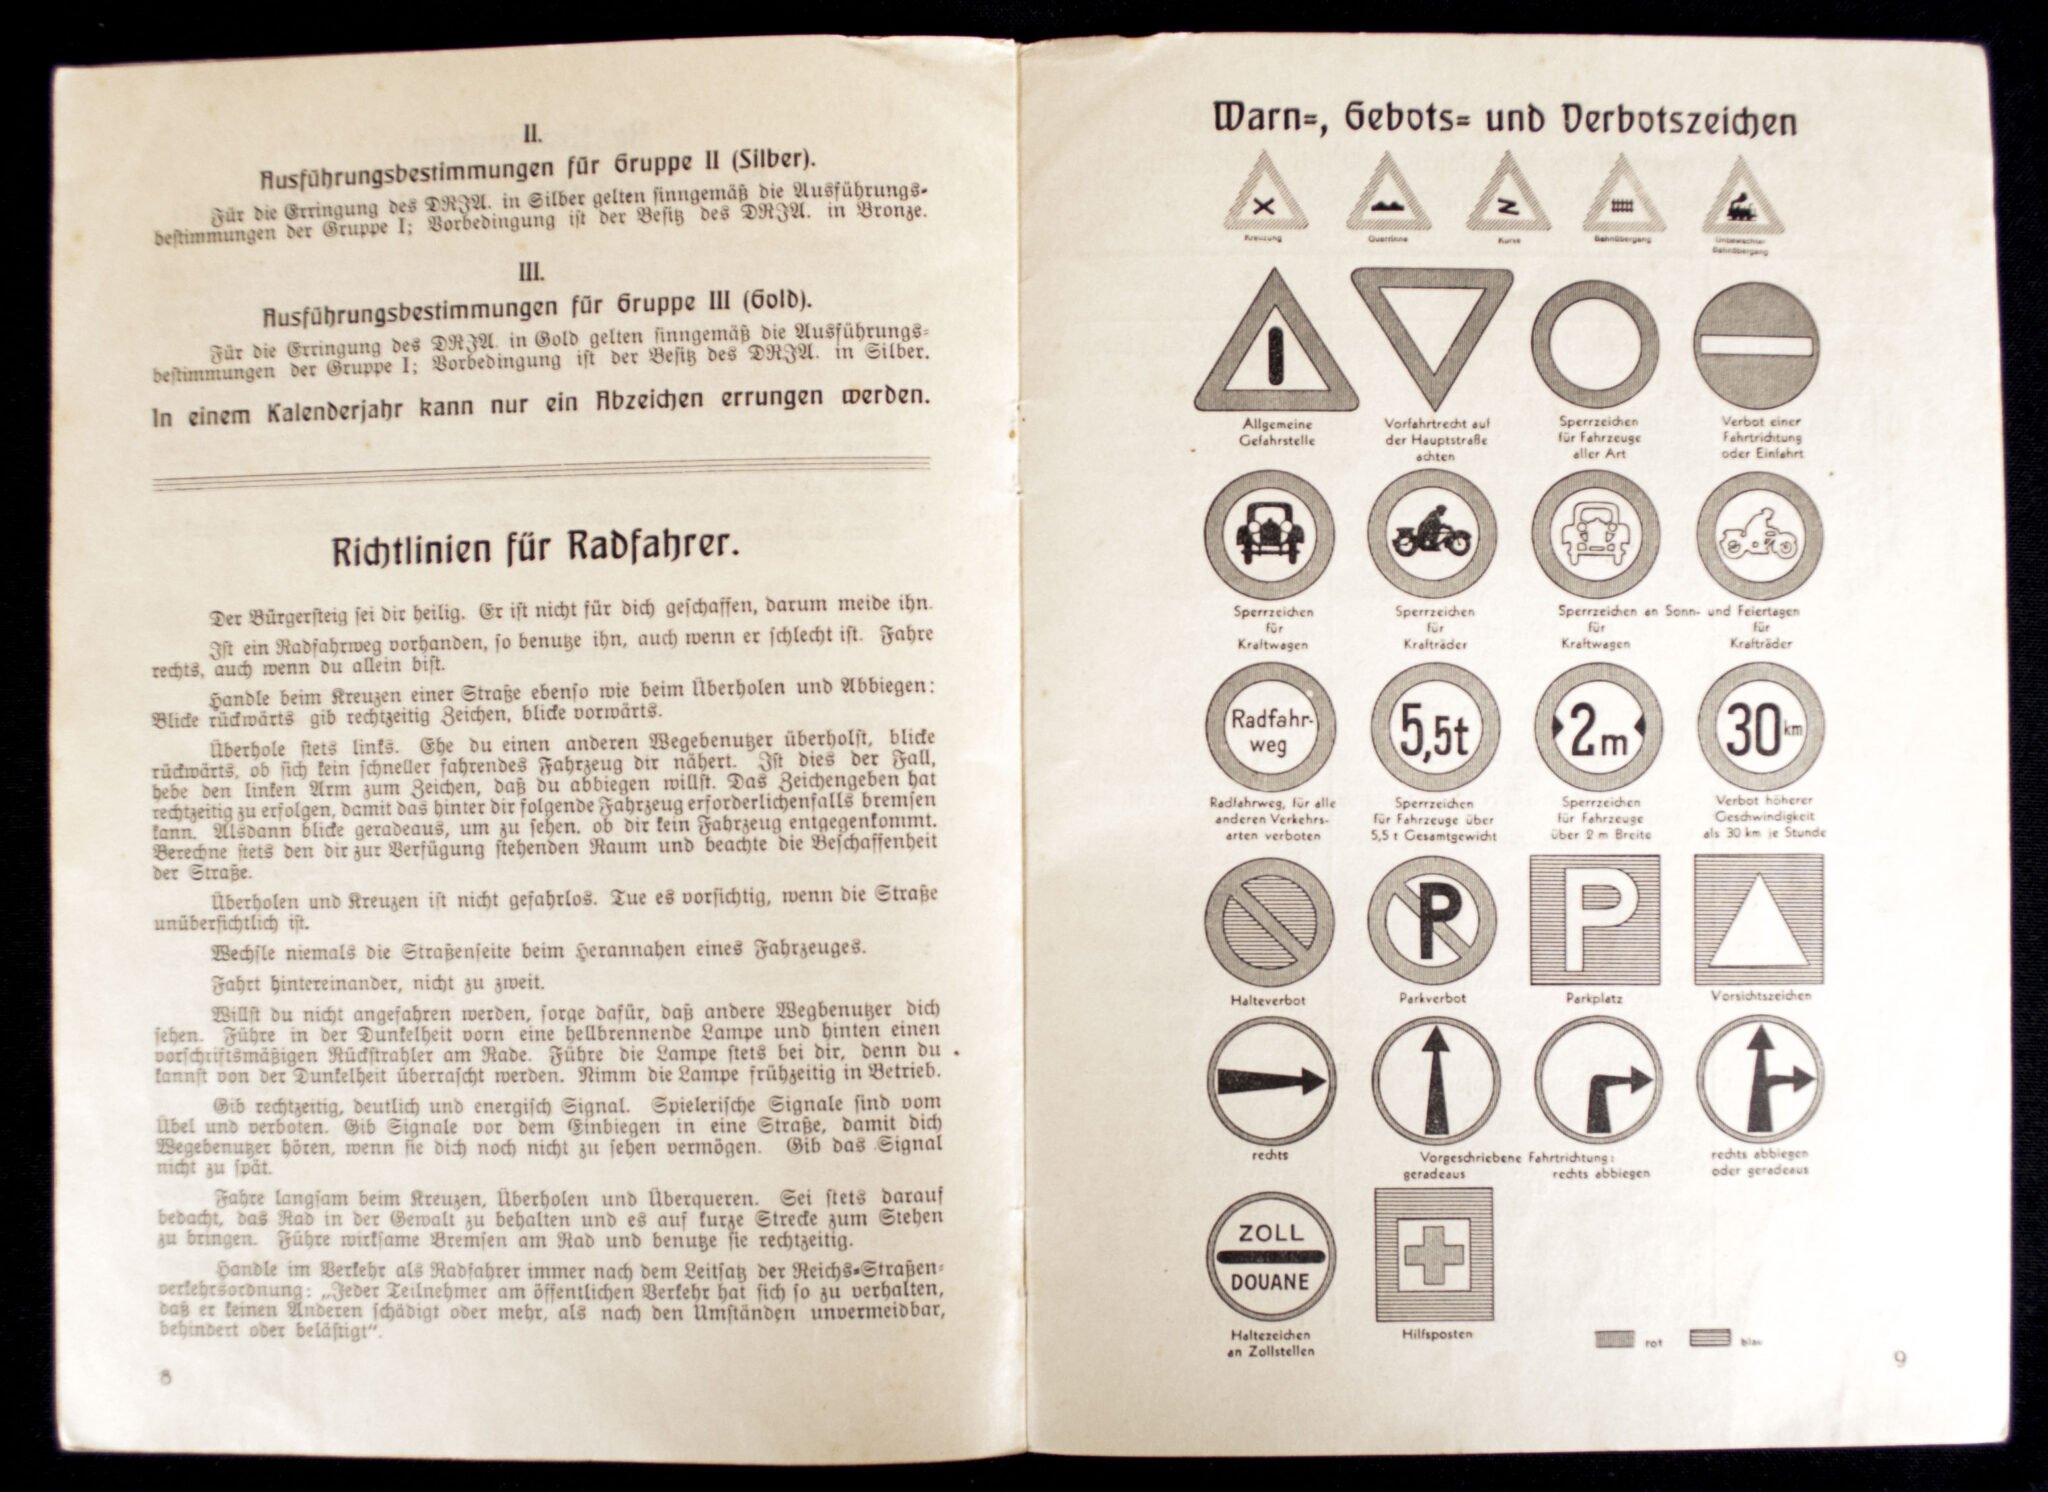 II.
Ausführungsbestimmungen für Gruppe II (Silber).
Für die Erringung des DRJA. in Silber gelten sinngemäß die Ausführungs-
bestimmungen der Gruppe I; Vorbedingung ist der Besitz des DRJA. in Bronze.
III.
Ausführungsbestimmungen für Gruppe III (Gold).
Für die Erringung des DRJA. in Gold gelten sinngemäß die Ausführungs-
bestimmungen der Gruppe I; Vorbedingung ist der Besitz des DRJA. in Silber.
In einem Kalenderjahr kann nur ein Abzeichen errungen werden.
Richtlinien für Radfahrer.
Der Bürgersteig sei dir heilig. Er ist nicht für dich geschaffen, darum meide ihn.
Ist ein Radfahrweg vorhanden, so benutze ihn, auch wenn er schlecht ist. Fahre
rechts, auch wenn du allein bist.
Handle beim Kreuzen einer Straße ebenso wie beim Überholen und Abbiegen:
Blicke rückwärts gib rechtzeitig Zeichen, blicke vorwärts.
Überhole stets links. Ehe du einen anderen Wegebenutzer überholst, blicke
rückwärts, ob sich kein schneller fahrendes Fahrzeug dir nähert. Ist dies der Fall,
hebe den linken Arm zum Zeichen, daß du abbiegen willst. Das Zeichengeben hat
rechtzeitig zu erfolgen, damit das hinter dir folgende Fahrzeug erforderlichenfalls bremsen
kann. Alsdann blicke geradeaus, um zu sehen, ob dir kein Fahrzeug entgegenkommt.
Berechne stets den dir zur Verfügung stehenden Raum und beachte die Beschaffenheit
der Straße.
Überholen und Kreuzen ist nicht gefahrlos. Tue es vorsichtig, wenn die Straße
unübersichtlich ist.
Wechsle niemals die Straßenseite beim Herannahen eines Fahrzeuges.
Fahrt hintereinander, nicht zu zweit.
Willst du nicht angefahren werden, sorge dafür, daß andere Wegbenutzer dich
sehen. Führe in der Dunkelheit vorn eine hellbrennende Lampe und hinten einen
vorschriftsmäßigen Rückstrahler am Rade. Führe die Lampe stets bei dir, denn du
kannst von der Dunkelheit überrascht werden. Nimm die Lampe frühzeitig in Betrieb.
Gib rechtzeitig, deutlich und energisch Signal. Spielerische Signale sind vom
Übel und verboten. Gib Signale vor dem Einbiegen in eine Straße, damit dich
Wegebenutzer hören, wenn sie dich noch nicht zu sehen vermögen. Gib das Signal
nicht zu spät.
Fahre langsam beim Kreuzen, Überholen und Überqueren. Sei stets darauf
bedacht, das Rad in der Gewalt zu behalten und es auf kurze Strecke zum Stehen
zu bringen. Führe wirksame Bremsen am Rad und benutze sie rechtzeitig.
Handle im Verkehr als Radfahrer immer nach dem Leitsatz der Reichs-Straßen-
verkehrsordnung: „Jeder Teilnehmer am öffentlichen Verkehr hat sich so zu verhalten,
daß er keinen Anderen schädigt oder mehr, als nach den Umständen unvermeidbar,
behindert oder belästigt“.
8
Warn-, Gebots- und Verbotszeichen
Kreuzung Querrinne Kurve Bahnübergang Unbewachter
Bahnübergang
Allgemeine
Gefahrstelle
Vorfahrtrecht auf
der Hauptstraße
achten
Sperrzeichen
für Fahrzeuge
aller Art
Verbot einer
Fahrtrichtung
oder Einfahrt
Sperrzeichen
für
Kraftwagen
Sperrzeichen
für
Krafträder
Sperrzeichen an Sonn- und Feiertagen
für
Kraftwagen
für
Krafträder
Radfahr-
weg
5,5t
2m
30 km
Radfahrweg, für alle
anderen Verkehrs-
arten verboten
Sperrzeichen
für Fahrzeuge über
5,5 t Gesamtgewicht
Sperrzeichen
für Fahrzeuge
über 2 m Breite
Verbot höherer
Geschwindigkeit
als 30 km je Stunde
P
P
Halteverbot
Parkverbot
Parkplatz
Vorsichtszeichen
Vorgeschriebene Fahrtrichtung:
rechts
geradeaus
rechts abbiegen
rechts abbiegen
oder geradeaus
ZOLL
DOUANE
Haltezeichen
an Zollstellen
Hilfsposten
rot
blau
9